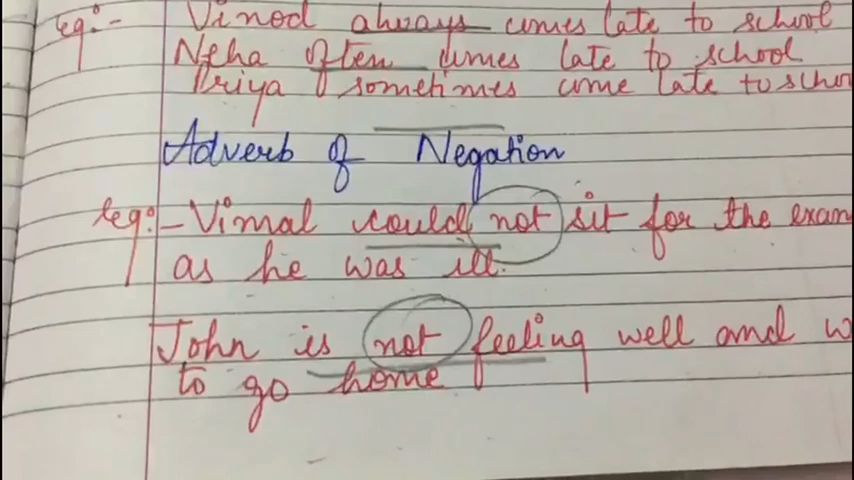 eg:- Vinod always comes late to school
Neha often comes late to school
Priya sometimes come late to
Adverb of Negation
eg:- Vimal could not sit for the exam
as he was ill.
John is not feeling well and
to go home